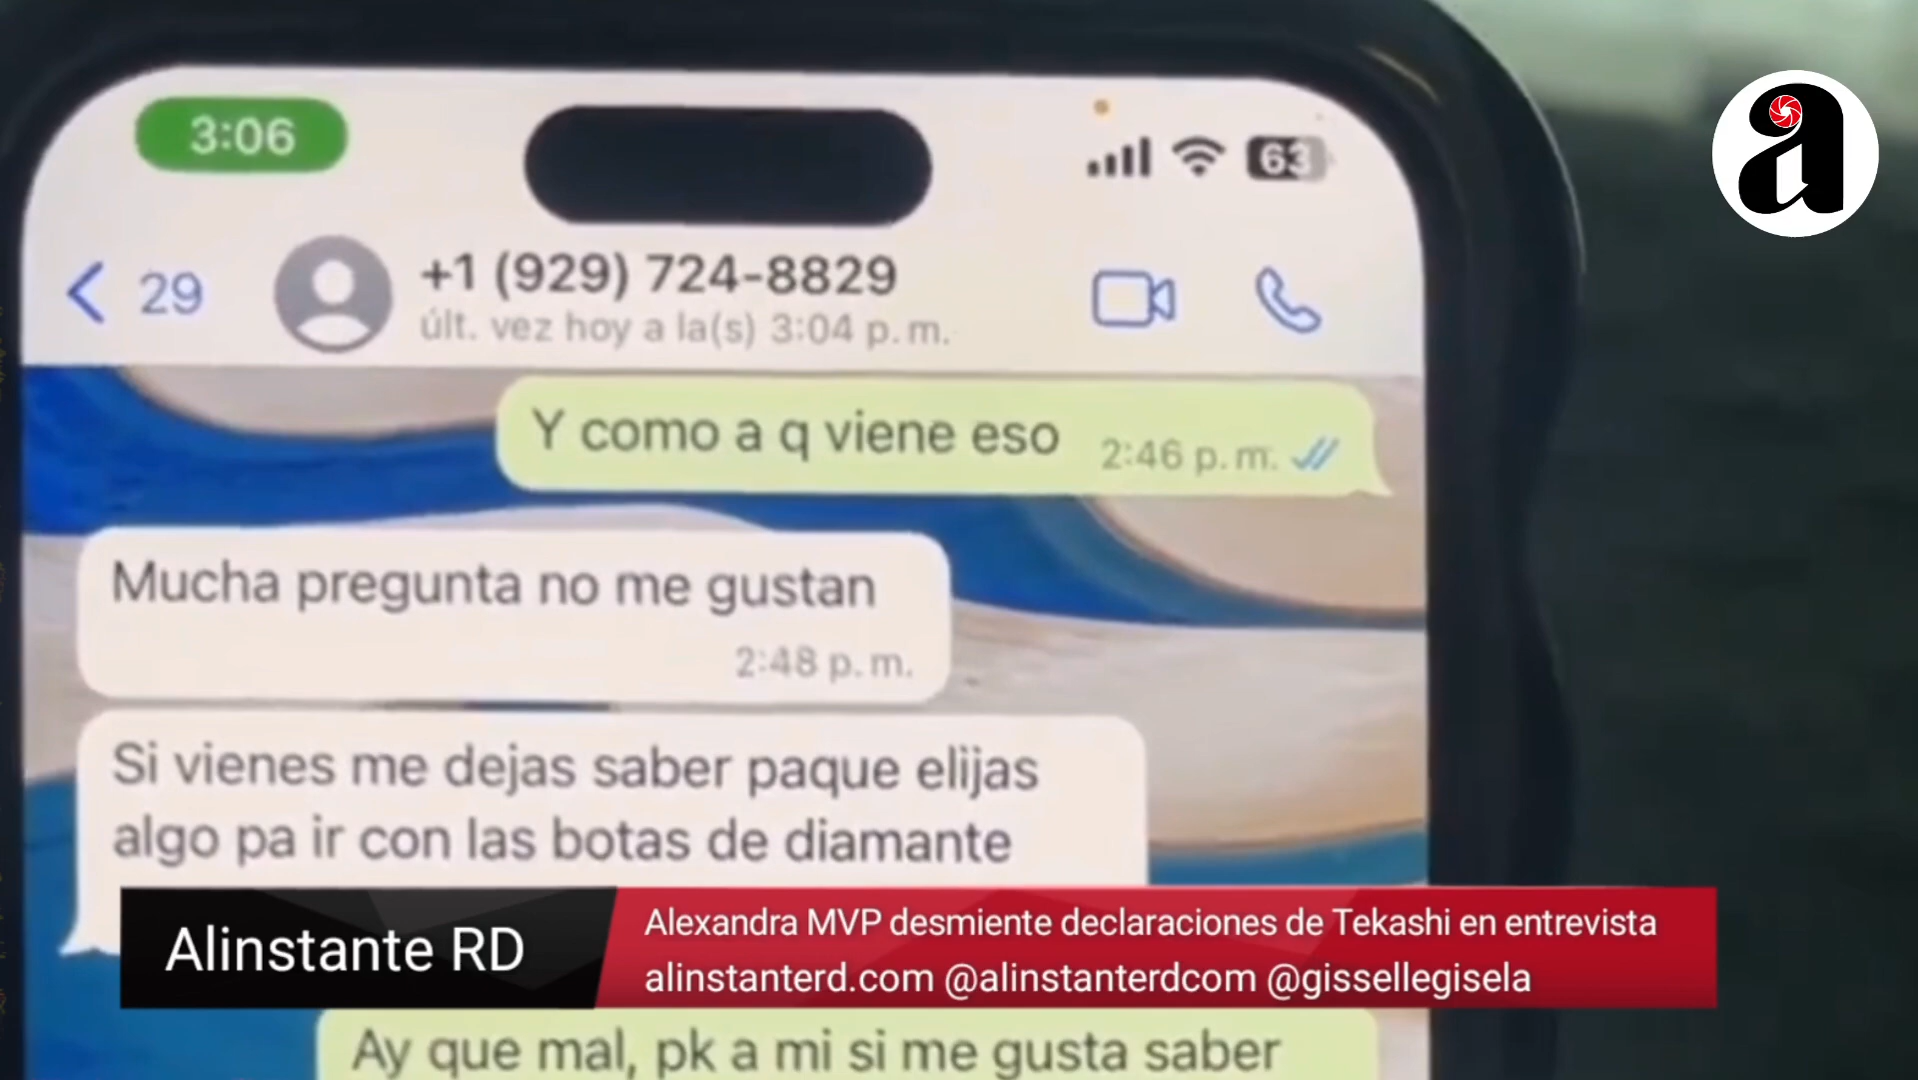 3:06
63
29
+1 (929) 724-8829
últ. vez hoy a la(s) 3:04 p. m.
Y como a q viene eso
2:46 p. m.
Mucha pregunta no me gustan
2:48 p. m.
Si vienes me dejas saber paque elijas
algo pa ir con las botas de diamante
Alinstante RD
Alexandra MVP desmiente declaraciones de Tekashi en entrevista
alinstanterd.com @alinstanterdcom @gissellegisela
Ay que mal, pk a mi si me gusta saber
a